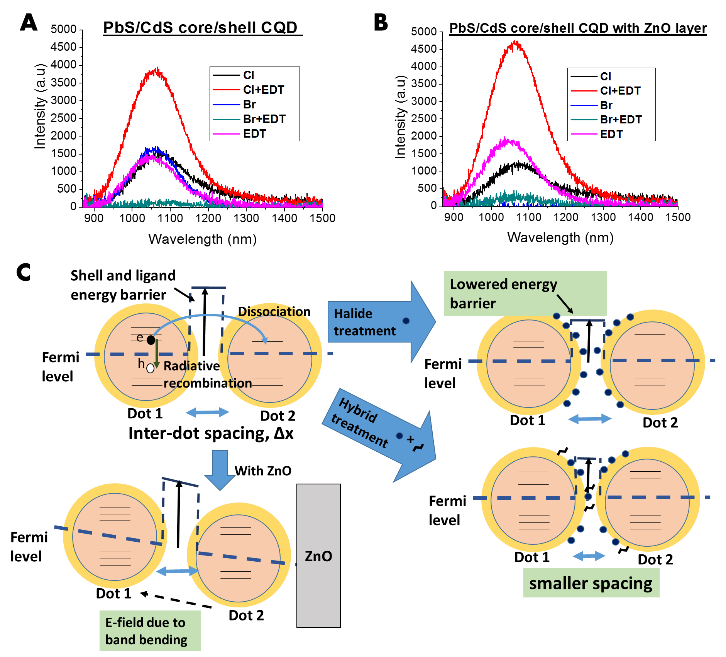 A
PbS/CdS core/shell CQD
5000
4500
4000
3500
3000
2500
2000
1500
1000
500
0
Intensity (a.u)
Cl
Cl+EDT
Br
Br+EDT
EDT
900 1000 1100 1200 1300 1400 1500
Wavelength (nm)
B
PbS/CdS core/shell CQD with ZnO layer
5000
4500
4000
3500
3000
2500
2000
1500
1000
500
0
Intensity (a.u)
Cl
Cl+EDT
Br
Br+EDT
EDT
900 1000 1100 1200 1300 1400 1500
Wavelength (nm)
C
Shell and ligand
energy barrier
Dissociation
e
h
Fermi
level
Radiative
recombination
Dot 1
Dot 2
Inter-dot spacing, Δx
Halide
treatment
Lowered energy
barrier
Fermi
level
Dot 1
Dot 2
Hybrid
treatment
+
With ZnO
Fermi
level
Dot 1
Dot 2
ZnO
E-field due to
band bending
Fermi
level
Dot 1
Dot 2
smaller spacing